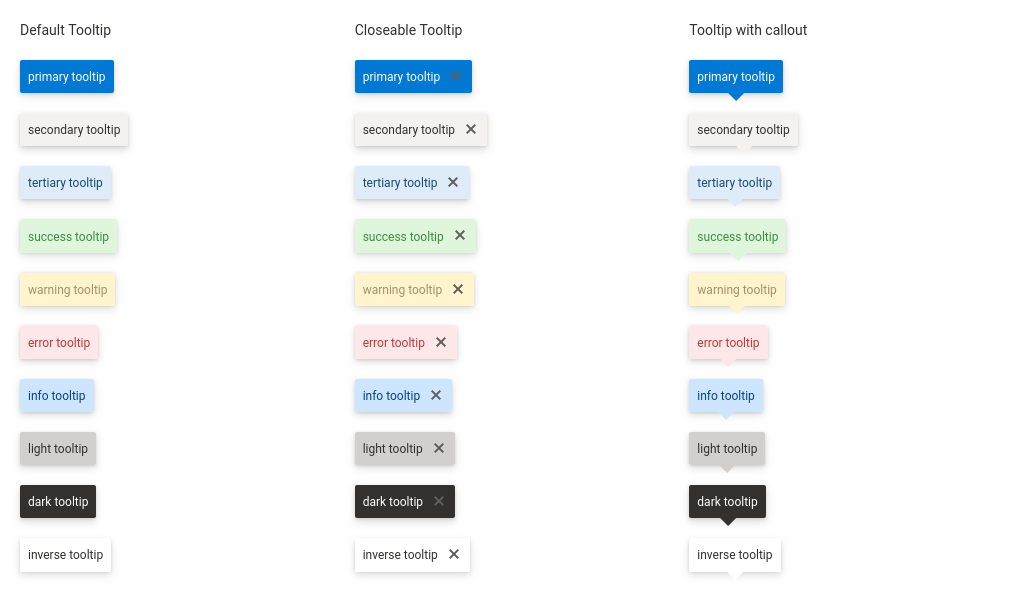 Default Tooltip
Closeable Tooltip
Tooltip with callout
primary tooltip
primary tooltip
primary tooltip
secondary tooltip
secondary tooltip
secondary tooltip
tertiary tooltip
tertiary tooltip
tertiary tooltip
success tooltip
success tooltip
success tooltip
warning tooltip
warning tooltip
warning tooltip
error tooltip
error tooltip
error tooltip
info tooltip
info tooltip
info tooltip
light tooltip
light tooltip
light tooltip
dark tooltip
dark tooltip
dark tooltip
inverse tooltip
inverse tooltip
inverse tooltip